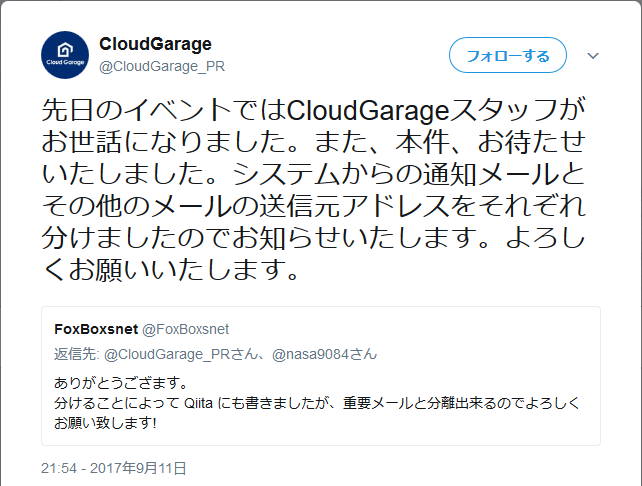 Cloud Garage
CloudGarage
@CloudGarage_PR
フォローする
先日のイベントではCloudGarageスタッフが
お世話になりました。また、本件、お待たせ
いたしました。システムからの通知メールと
その他のメールの送信元アドレスをそれぞれ
分けましたのでお知らせいたします。よろし
くお願いいたします。
FoxBoxsnet @FoxBoxsnet
返信先: @CloudGarage_PRさん、@nasa9084さん
ありがとうござます。
分けることによって Qiita にも書きましたが、重要メールと分離出来るのでよろしく
お願い致します!
21:54 - 2017年9月11日